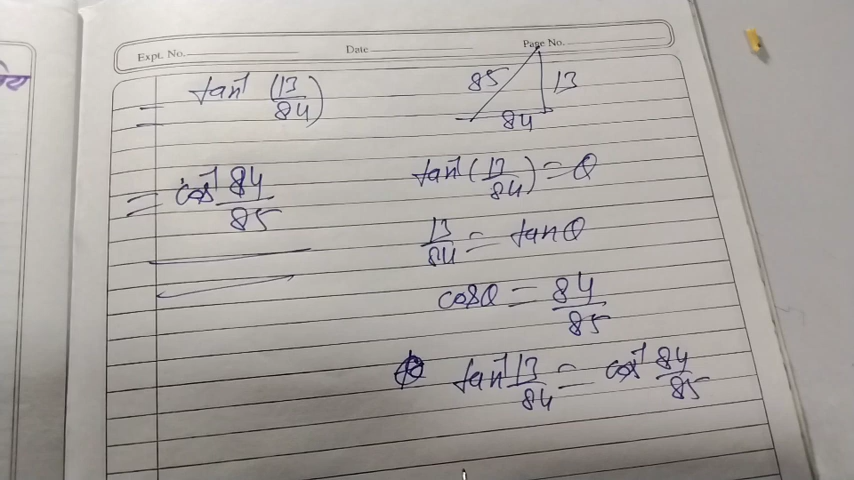 Expt. No. Date Page No.
= tan⁻¹ (13/84)
85 13
84
= cos⁻¹ 84/85
tan⁻¹ (13/84) = θ
13/84 = tanθ
cosθ = 84/85
tan⁻¹ 13/84 = cos⁻¹ 84/85